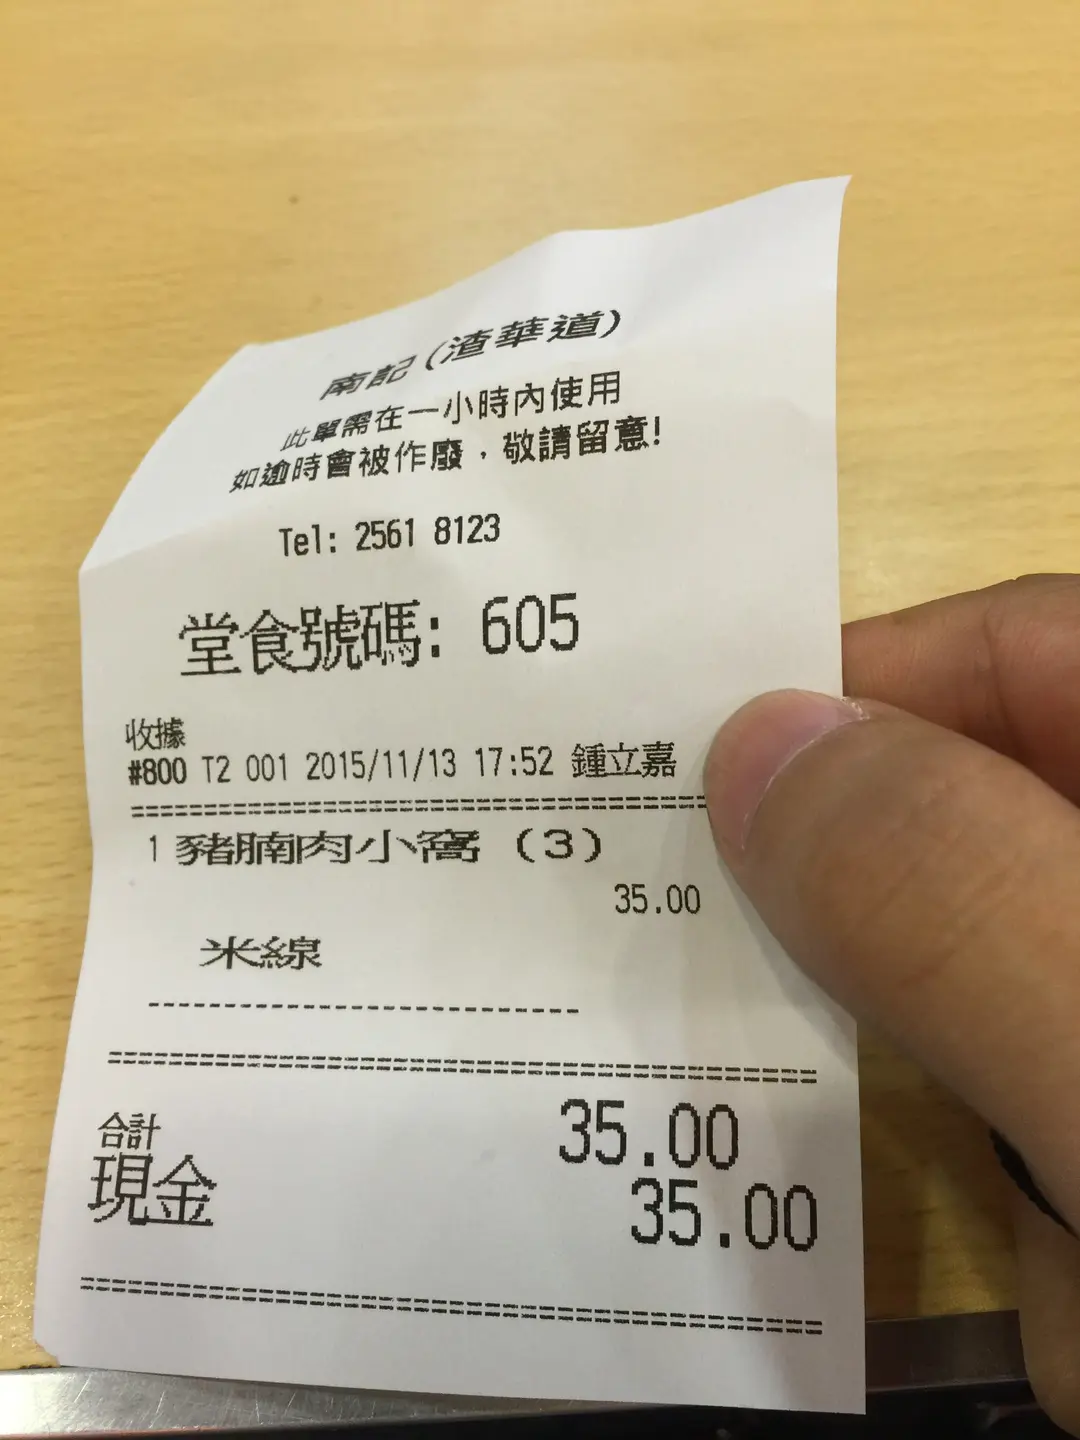 南記(渣華道)
此單需在一小時內使用
如逾時會被作廢，敬請留意!
Tel: 2561 8123
堂食號碼: 605
收據
#800 T2 001 2015/11/13 17:52 鍾立嘉
1 豬腩肉小窩 (3)
35.00
米線
合計 35.00
現金 35.00